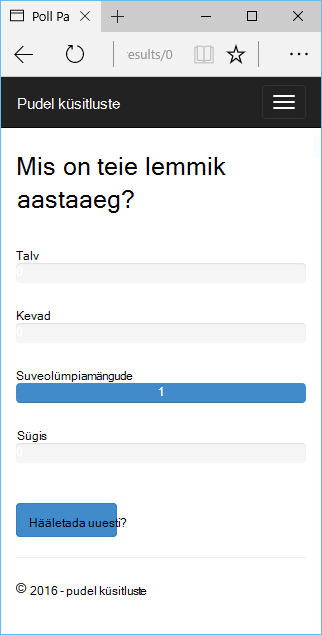 Poll Pa
results/0
Pudel küsitluste
Mis on teie lemmik
aastaaeg?
Talv
0
Kevad
0
Suveolümpiamängude
1
Sügis
0
Hääletada uuesti?
© 2016 - pudel küsitluste